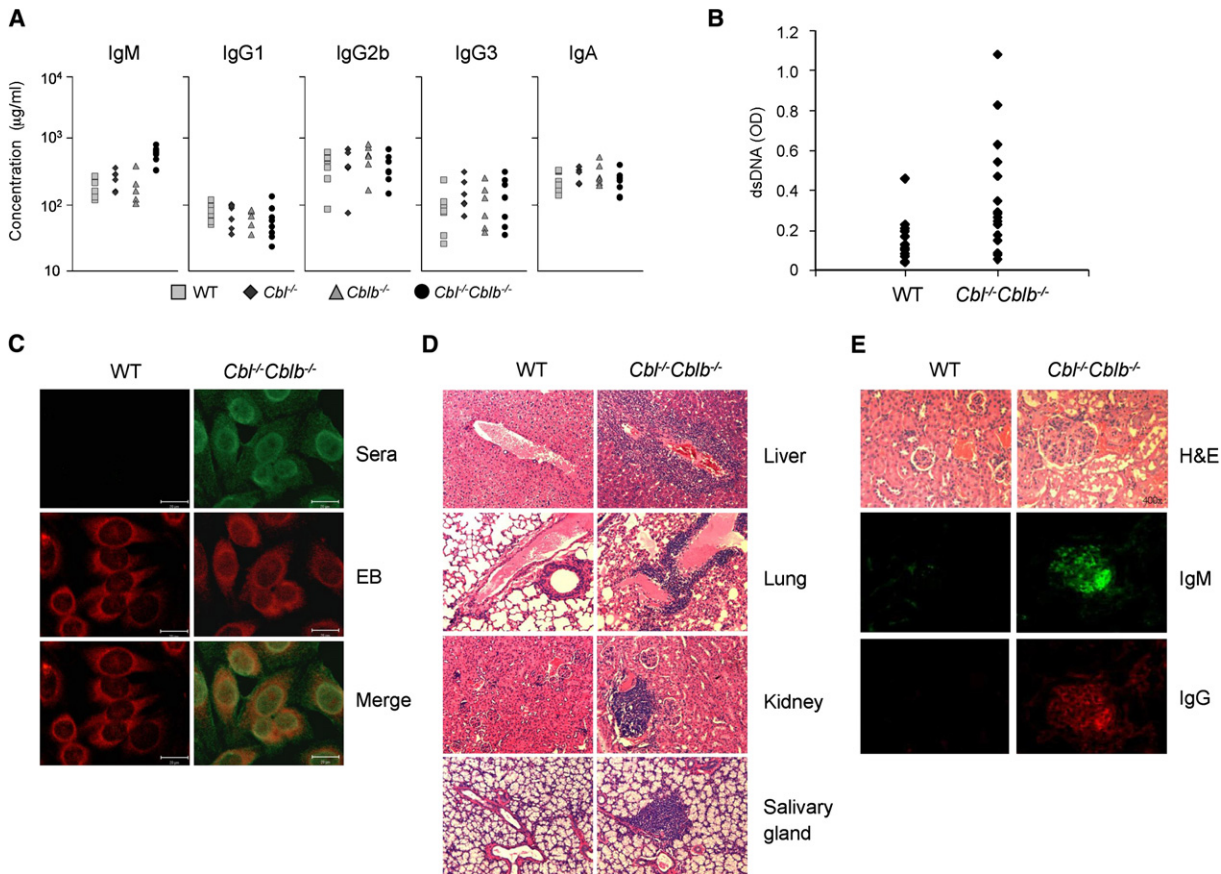 A
IgM IgG1 IgG2b IgG3 IgA
Concentration (μg/ml)
10⁴
10³
10²
10
WT Cbl⁻/⁻ Cblb⁻/⁻ Cbl⁻/⁻Cblb⁻/⁻
B
dsDNA (OD)
1.2
1.0
0.8
0.6
0.4
0.2
0
WT Cbl⁻/⁻Cblb⁻/⁻
C
WT Cbl⁻/⁻Cblb⁻/⁻
Sera
EB
Merge
D
WT Cbl⁻/⁻Cblb⁻/⁻
Liver
Lung
Kidney
Salivary
gland
E
WT Cbl⁻/⁻Cblb⁻/⁻
H&E
400x
IgM
IgG